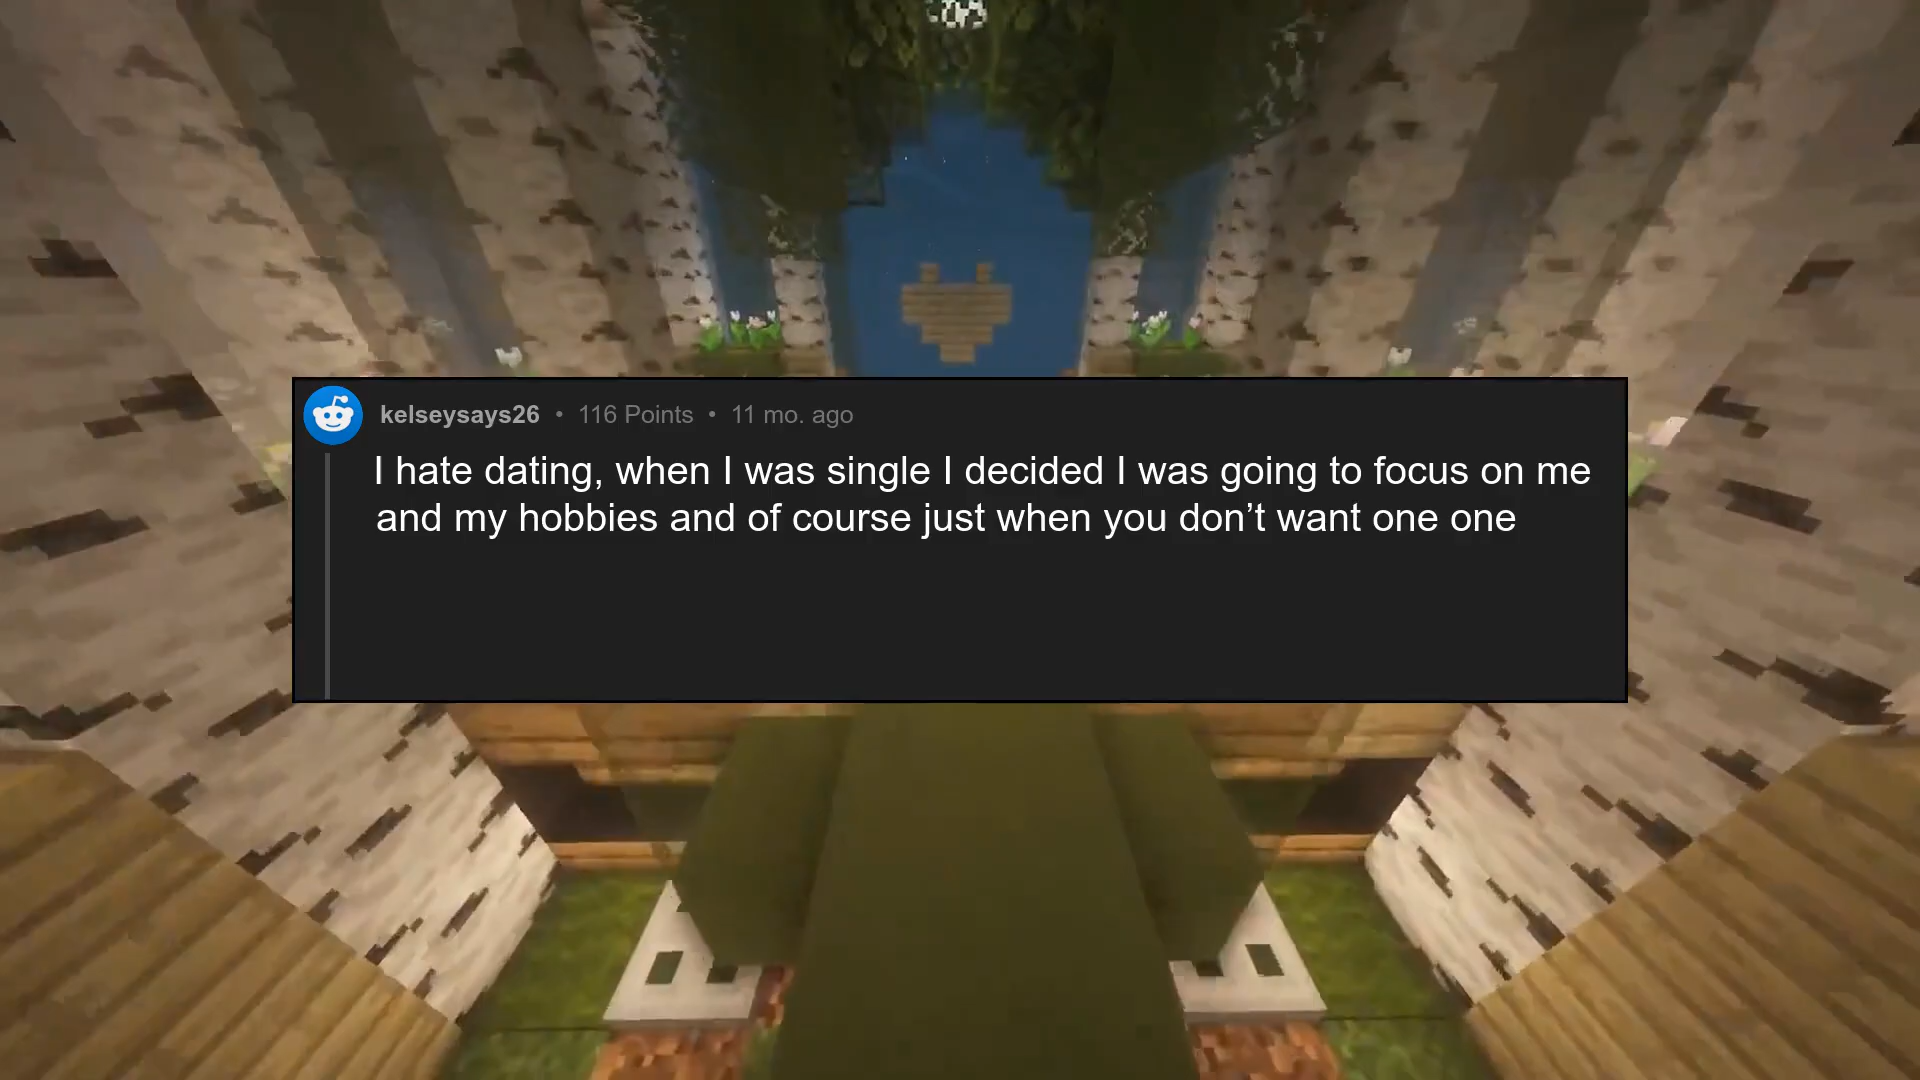 kelseysays26 • 116 Points • 11 mo. ago
I hate dating, when I was single I decided I was going to focus on me
and my hobbies and of course just when you don’t want one one